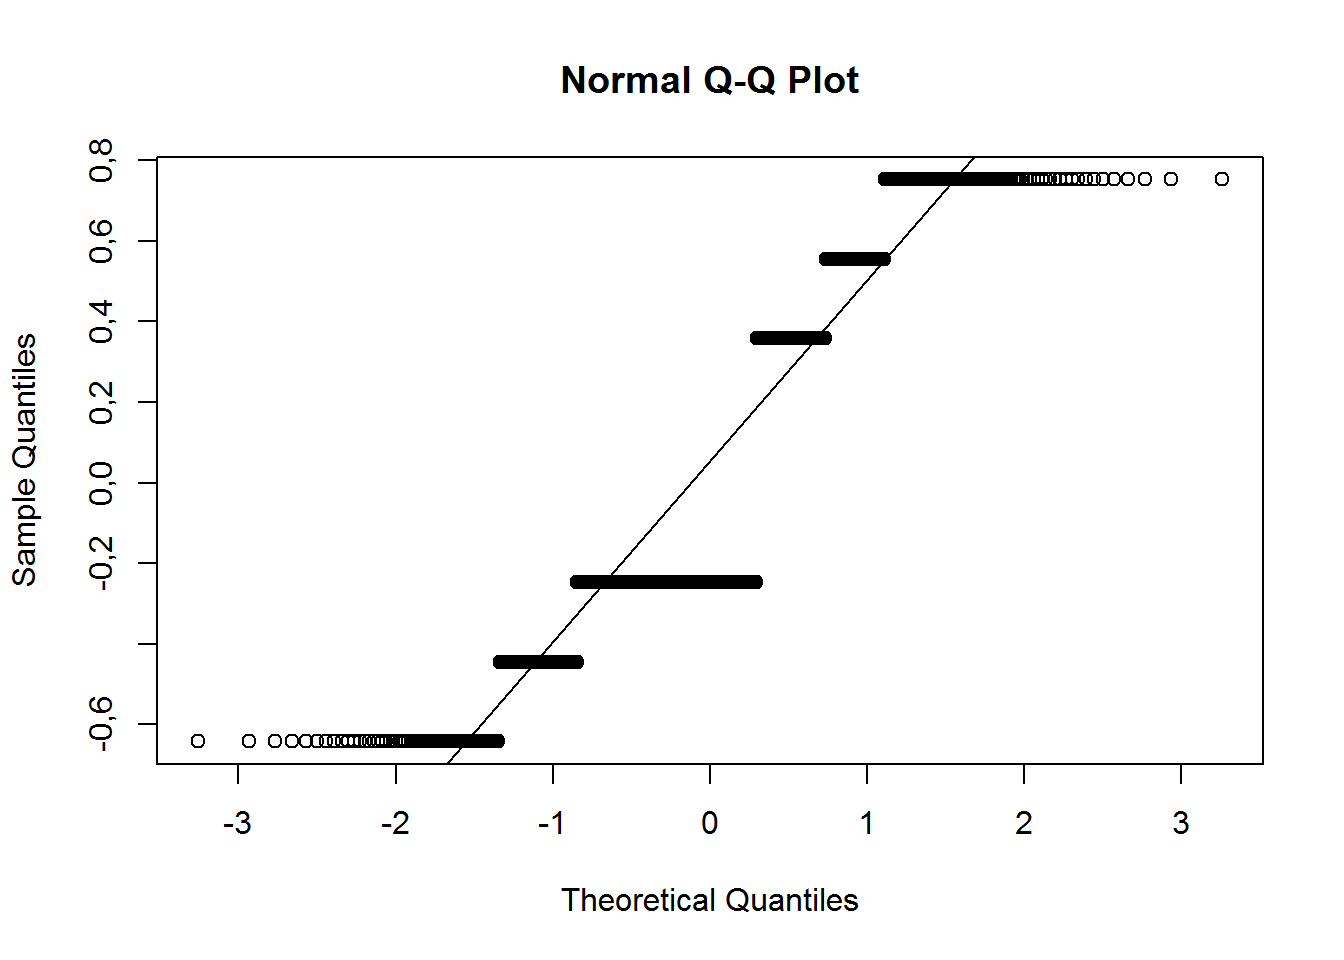 Normal Q-Q Plot
0,8
0,6
0,4
0,2
0,0
-0,2
-0,6
Sample Quantiles
-3 -2 -1 0 1 2 3
Theoretical Quantiles